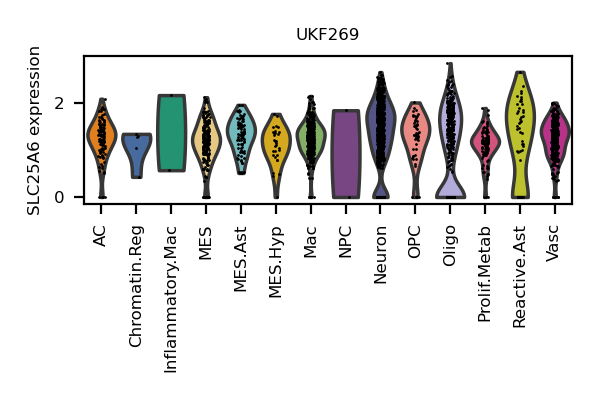 UKF269
SLC25A6 expression
2
0
AC
Chromatin.Reg
Inflammatory.Mac
MES
MES.Ast
MES.Hyp
Mac
NPC
Neuron
OPC
Oligo
Prolif.Metab
Reactive.Ast
Vasc